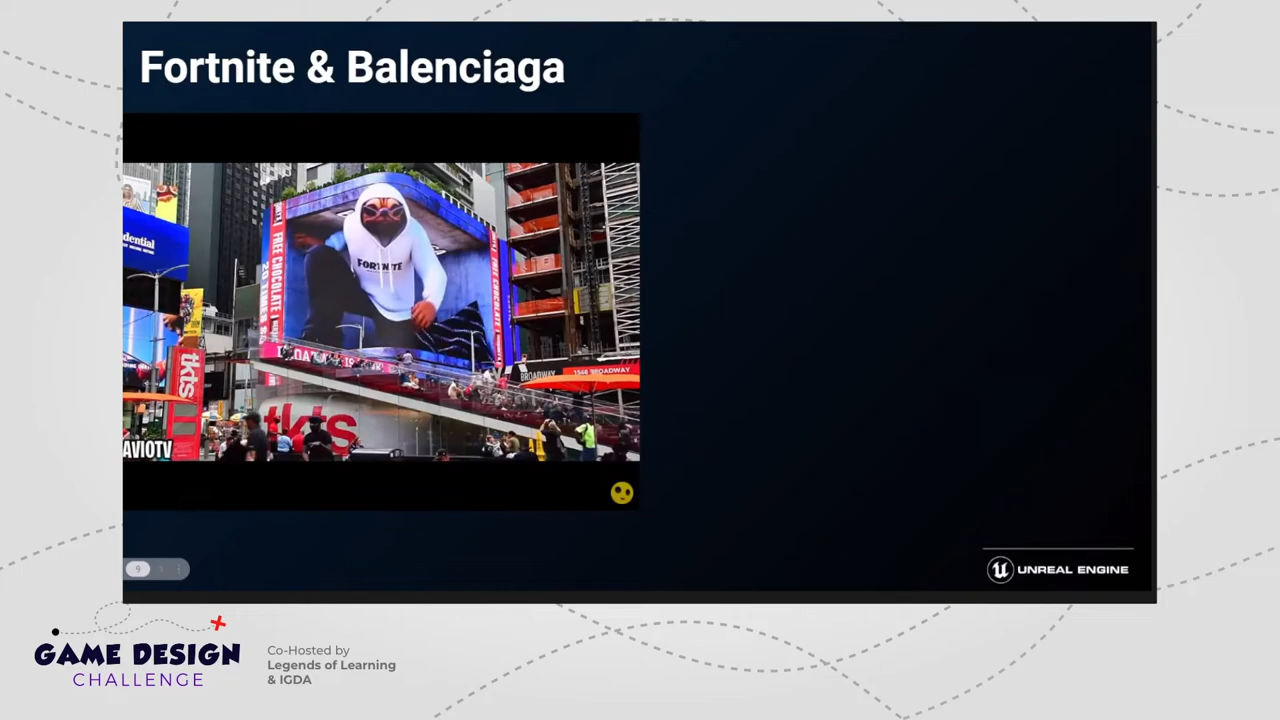 Fortnite & Balenciaga
dential
FREE CHOCOLATE
FORTNITE
FREE CHOCOLATE
tkts
BROADWAY
1568 BROADWAY
tkts
AVIOTV
9
UNREAL ENGINE
GAME DESIGN
CHALLENGE
Co-Hosted by
Legends of Learning
& IGDA